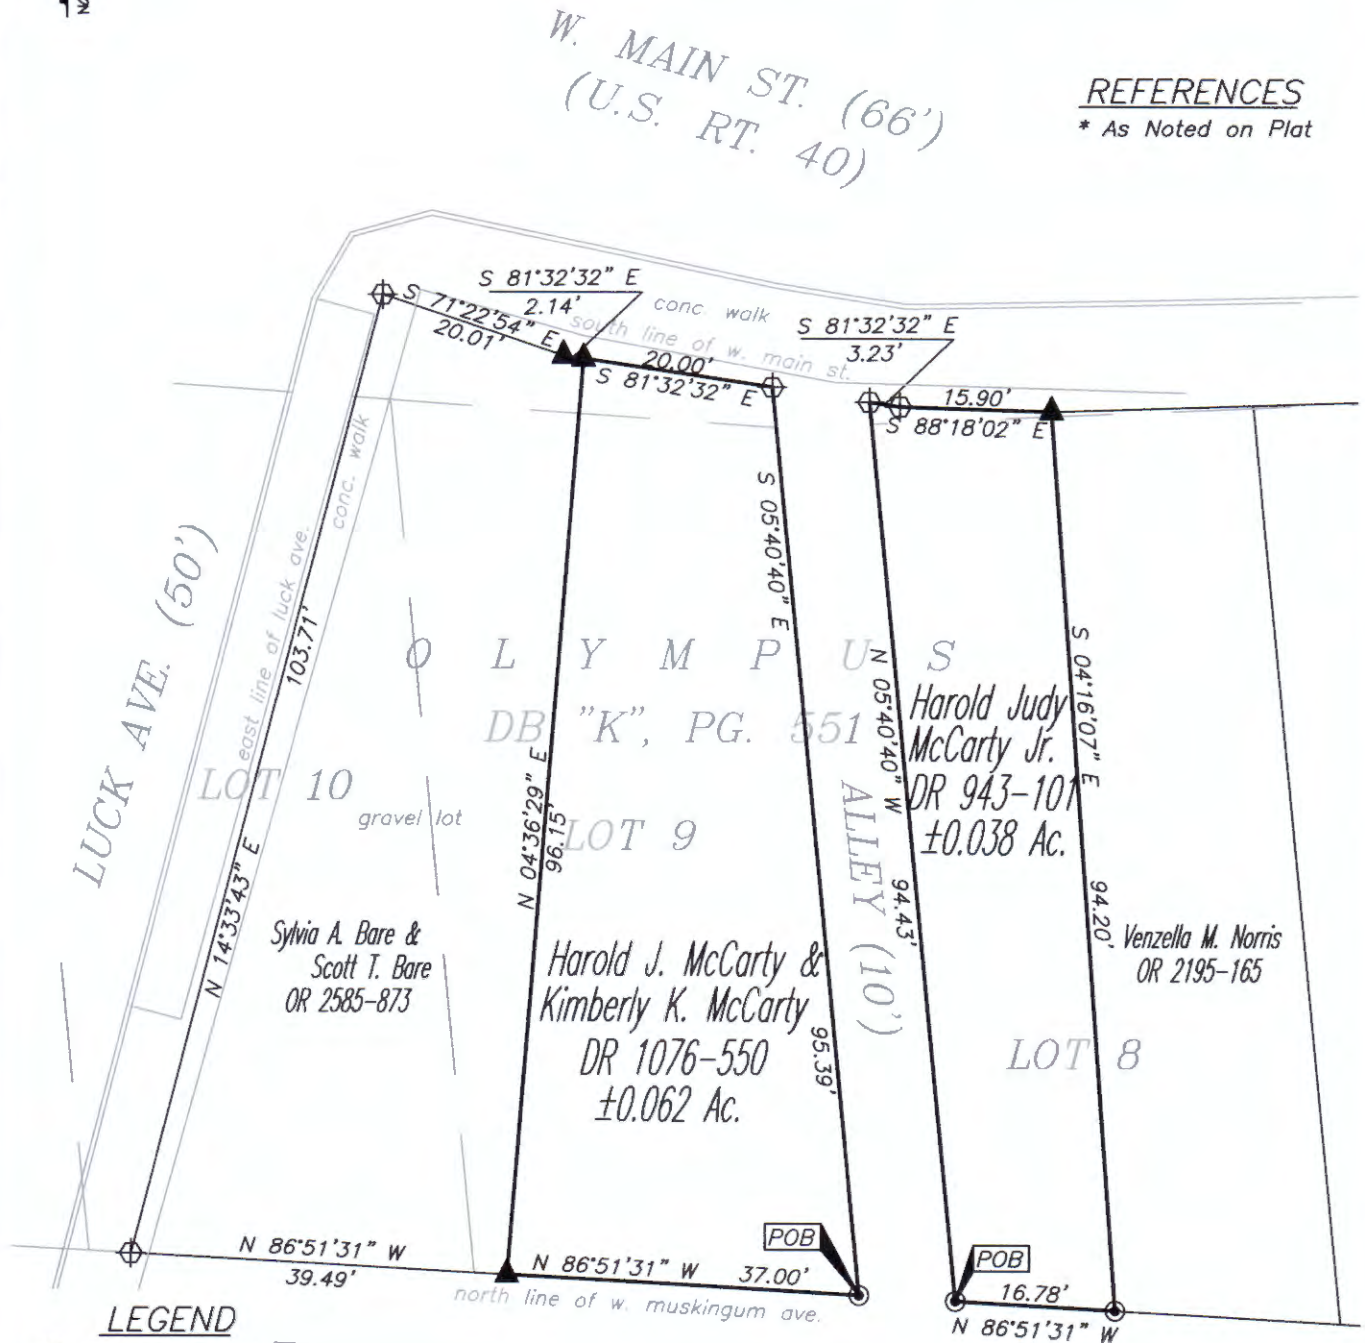 W. MAIN ST. (66')
(U.S. RT. 40)
REFERENCES
* As Noted on Plat
S 81°32'32" E
2.14'
conc. walk
S 71°22'54" E
20.01'
south line of w. main st.
S 81°32'32" E
3.23'
20.00'
S 81°32'32" E
15.90'
S 88°18'02" E
conc. walk
east line of luck ave.
103.71'
N 14°33'43" E
LUCK AVE. (50')
S 05°40'40" E
95.39'
O L Y M P U S
DB "K", PG. 551
LOT 10
gravel lot
LOT 9
N 04°36'29" E
96.15'
N 05°40'40" W
94.43'
ALLEY (10')
Harold Judy
McCarty Jr.
DR 943-101
±0.038 Ac.
S 04°16'07" E
94.20'
Sylvia A. Bare &
Scott T. Bare
OR 2585-873
Harold J. McCarty &
Kimberly K. McCarty
DR 1076-550
±0.062 Ac.
Venzella M. Norris
OR 2195-165
LOT 8
POB
POB
N 86°51'31" W
39.49'
N 86°51'31" W
37.00'
16.78'
N 86°51'31" W
north line of w. muskingum ave.
LEGEND